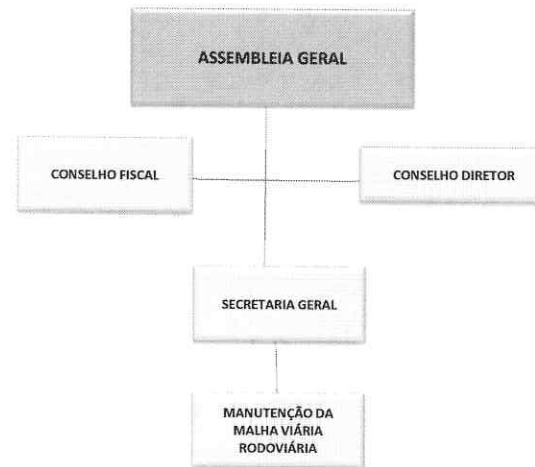 ASSEMBLEIA GERAL
CONSELHO FISCAL
CONSELHO DIRETOR
SECRETARIA GERAL
MANUTENÇÃO DA
MALHA VIÁRIA
RODOVIÁRIA